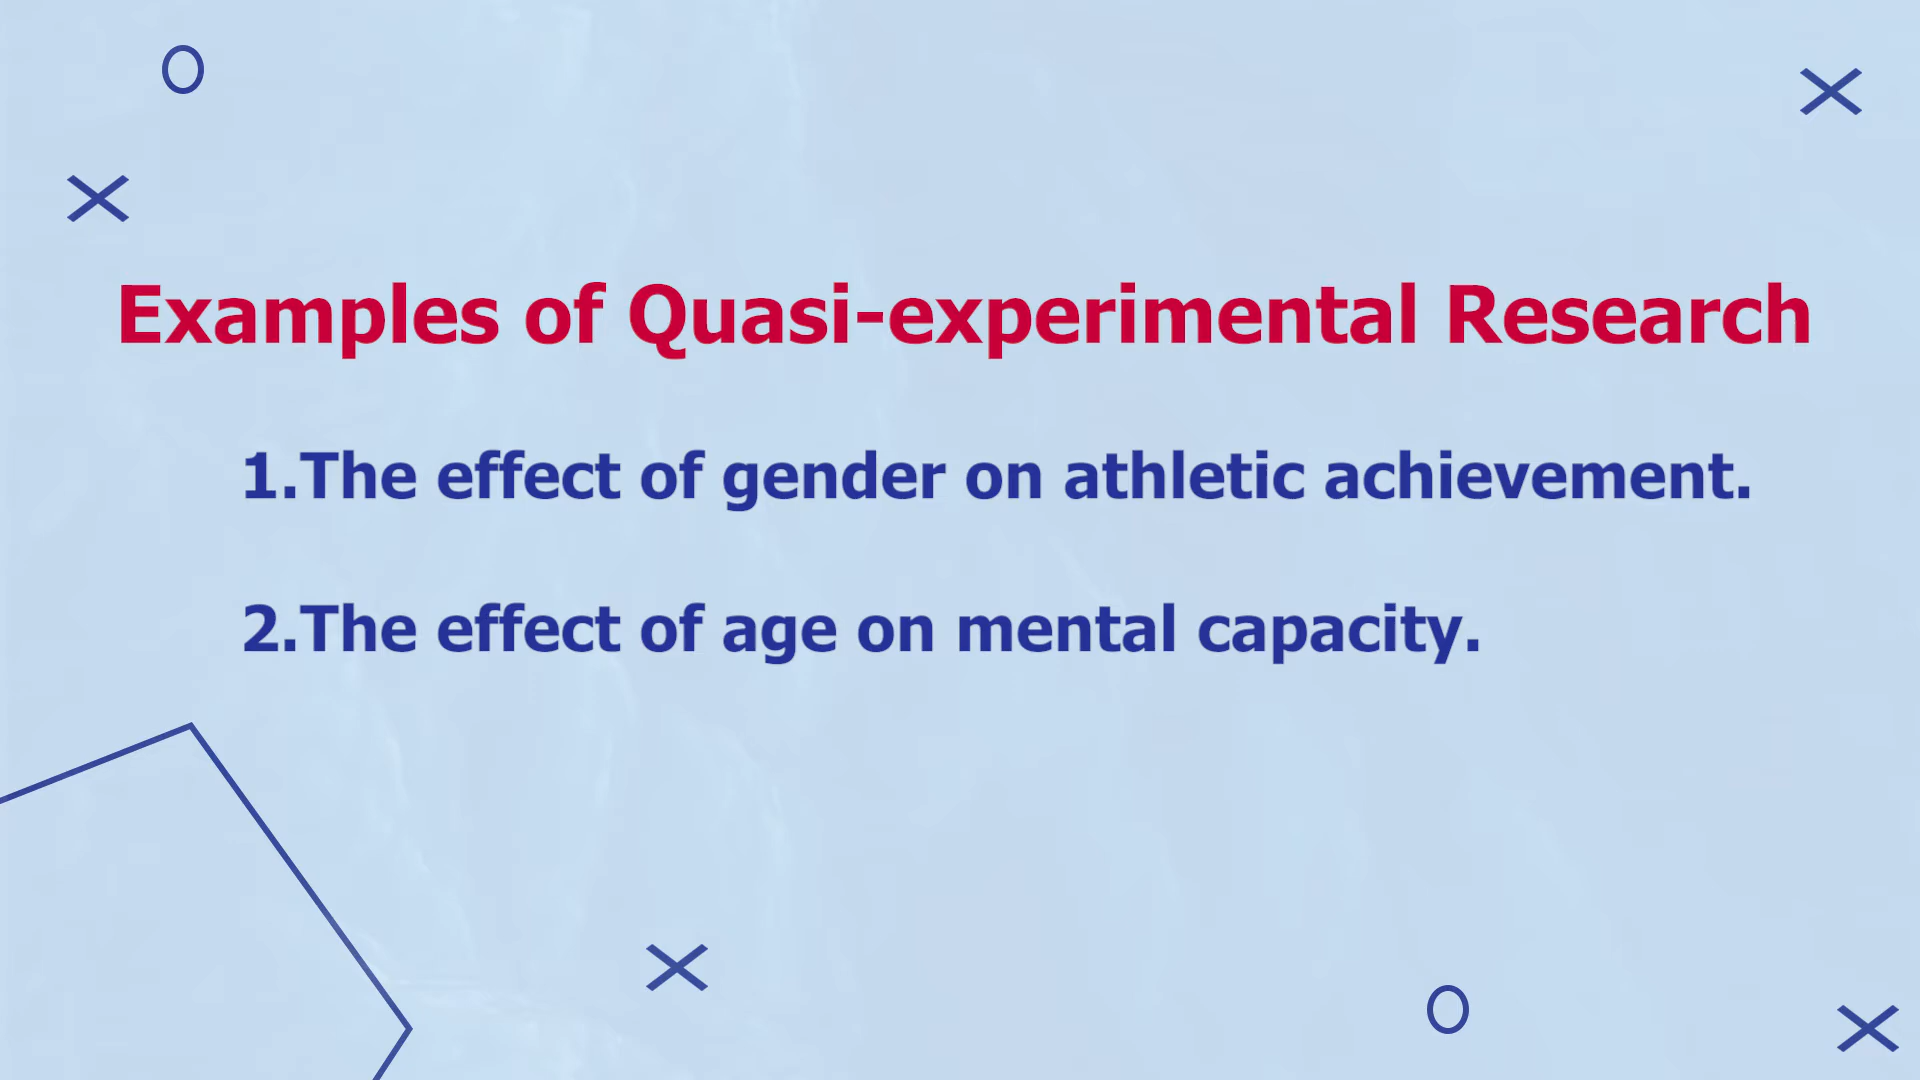 Examples of Quasi-experimental Research
1.The effect of gender on athletic achievement.
2.The effect of age on mental capacity.